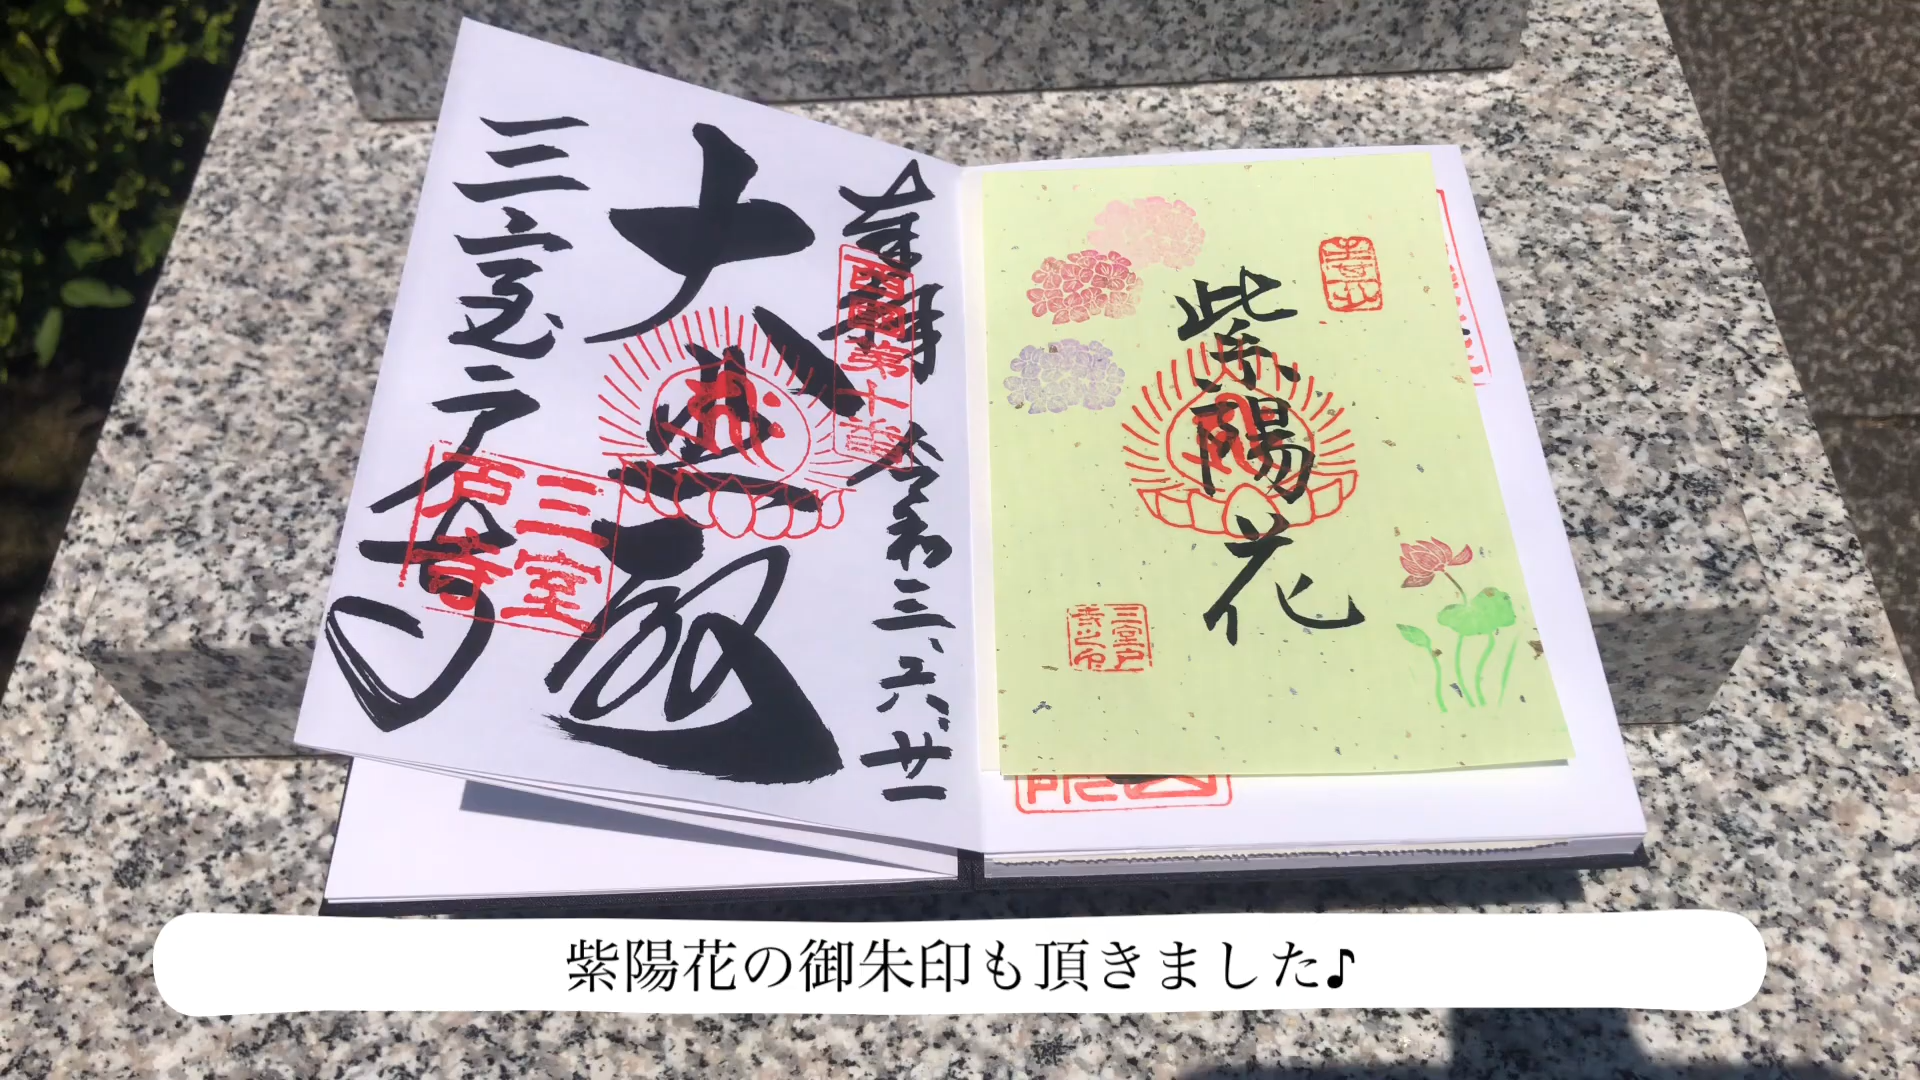 奉拝
西國第十番
令和三、六、廿一
大悲殿
三室戸寺
三室
戸寺
紫陽花
三室戸
寺之印
紫陽花の御朱印も頂きました♪